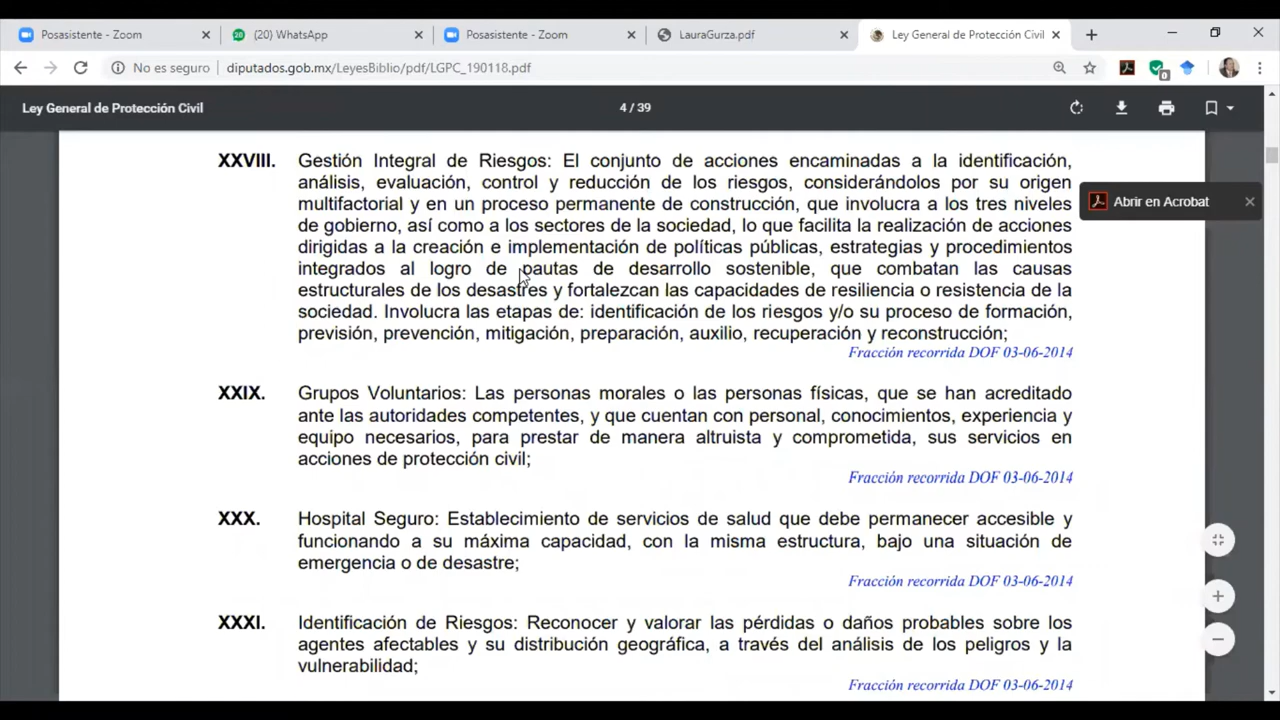 Posasistente - Zoom
(20) WhatsApp
Posasistente - Zoom
LauraGurza.pdf
Ley General de Protección Civil
No es seguro
deputados.gob.mx/LeyesBiblio/pdf/LGPC_190118.pdf
0
Ley General de Protección Civil
4 / 39
Abrir en Acrobat
XXVIII. Gestión Integral de Riesgos: El conjunto de acciones encaminadas a la identificación,
análisis, evaluación, control y reducción de los riesgos, considerándolos por su origen
multifactorial y en un proceso permanente de construcción, que involucra a los tres niveles
de gobierno, así como a los sectores de la sociedad, lo que facilita la realización de acciones
dirigidas a la creación e implementación de políticas públicas, estrategias y procedimientos
integrados al logro de pautas de desarrollo sostenible, que combatan las causas
estructurales de los desastres y fortalezcan las capacidades de resiliencia o resistencia de la
sociedad. Involucra las etapas de: identificación de los riesgos y/o su proceso de formación,
previsión, prevención, mitigación, preparación, auxilio, recuperación y reconstrucción;
Fracción recorrida DOF 03-06-2014
XXIX. Grupos Voluntarios: Las personas morales o las personas físicas, que se han acreditado
ante las autoridades competentes, y que cuentan con personal, conocimientos, experiencia y
equipo necesarios, para prestar de manera altruista y comprometida, sus servicios en
acciones de protección civil;
Fracción recorrida DOF 03-06-2014
XXX. Hospital Seguro: Establecimiento de servicios de salud que debe permanecer accesible y
funcionando a su máxima capacidad, con la misma estructura, bajo una situación de
emergencia o de desastre;
Fracción recorrida DOF 03-06-2014
XXXI. Identificación de Riesgos: Reconocer y valorar las pérdidas o daños probables sobre los
agentes afectables y su distribución geográfica, a través del análisis de los peligros y la
vulnerabilidad;
Fracción recorrida DOF 03-06-2014